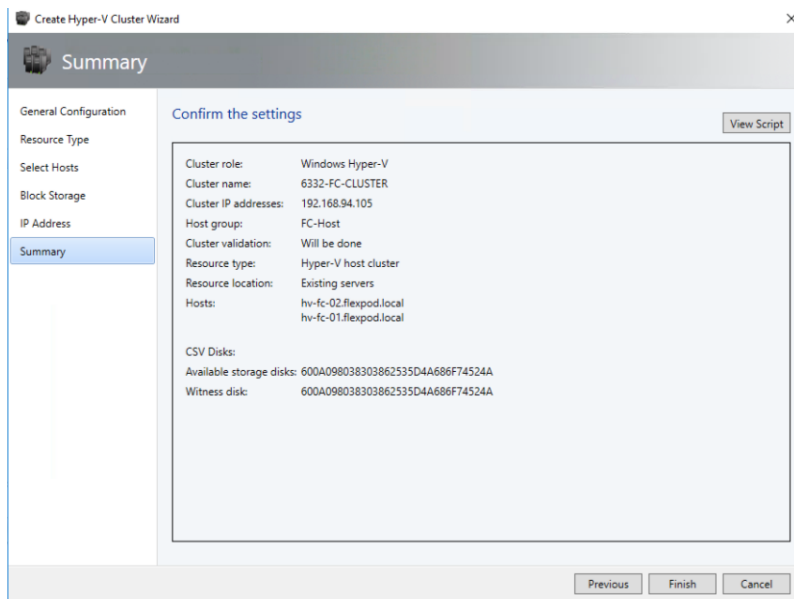 Create Hyper-V Cluster Wizard
Summary
General Configuration
Resource Type
Select Hosts
Block Storage
IP Address
Summary
Confirm the settings
View Script
Cluster role: Windows Hyper-V
Cluster name: 6332-FC-CLUSTER
Cluster IP addresses: 192.168.94.105
Host group: FC-Host
Cluster validation: Will be done
Resource type: Hyper-V host cluster
Resource location: Existing servers
Hosts: hv-fc-02.flexpod.local
hv-fc-01.flexpod.local
CSV Disks:
Available storage disks: 600A098038303862535D4A686F74524A
Witness disk: 600A098038303862535D4A686F74524A
Previous
Finish
Cancel